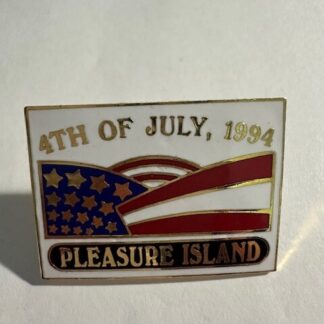 4TH OF JULY, 1994
PLEASURE ISLAND